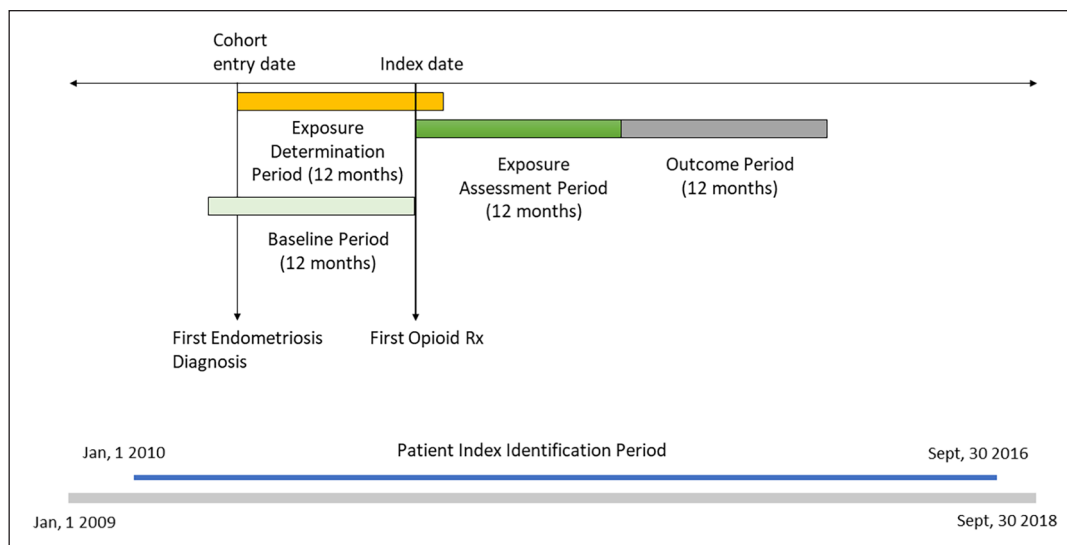 Cohort
entry date
Index date
Exposure
Determination
Period (12 months)
Exposure
Assessment Period
(12 months)
Outcome Period
(12 months)
Baseline Period
(12 months)
First Endometriosis
Diagnosis
First Opioid Rx
Jan, 1 2010
Patient Index Identification Period
Sept, 30 2016
Jan, 1 2009
Sept, 30 2018